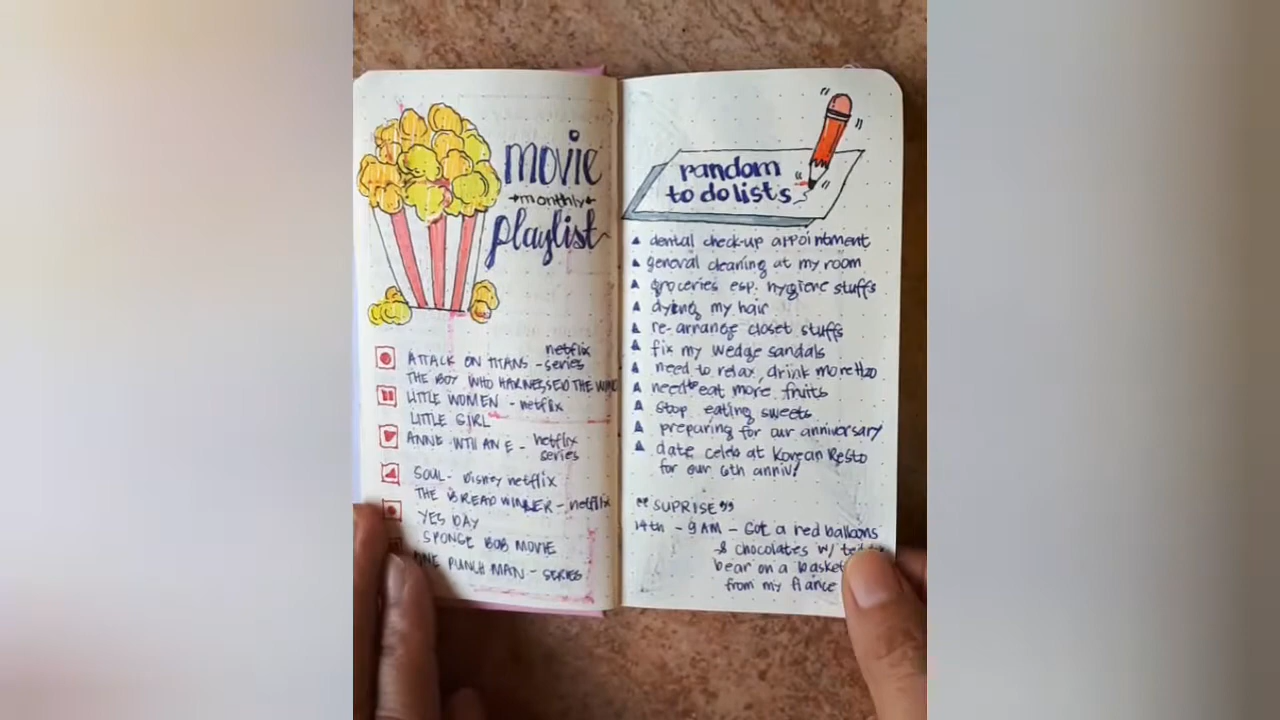 movie
monthly
playlist
ATTACK ON TITANS - netflix series
THE BOY WHO HARNESSED THE WIND
LITTLE WOMEN - netflix
LITTLE GIRL
ANNE WITH AN E - netflix series
SOUL - Disney netflix
THE BREADWINNER - netflix
YES DAY
SPONGE BOB MOVIE
ONE PUNCH MAN - SERIES
random
to do lists
dental check-up appointment
general cleaning at my room
groceries esp. hygiene stuffs
dying my hair
re-arrange closet stuffs
fix my wedge sandals
need to relax, drink more H2O
need to eat more fruits
stop eating sweets
preparing for our anniversary
date celeb at Korean Resto
for our 6th anniv!
"SUPRISE"
14th - 9AM - Got a red balloons
& chocolates w/ teddy
bear on a basket
from my fiance